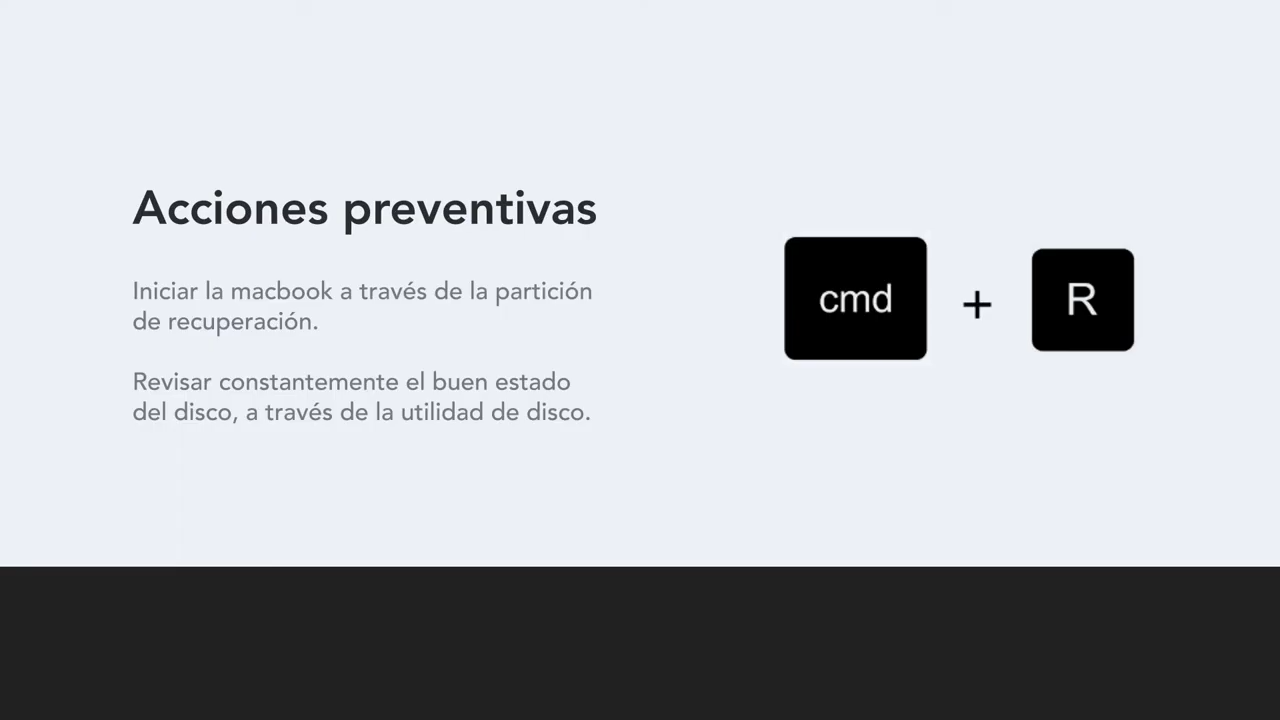 Acciones preventivas
Iniciar la macbook a través de la partición
de recuperación.
Revisar constantemente el buen estado
del disco, a través de la utilidad de disco.
cmd + R